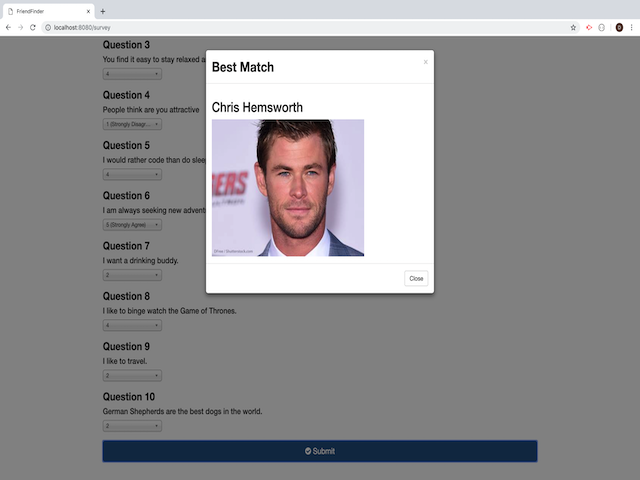 FriendFinder
localhost:8080/survey
Question 3
You find it easy to stay relaxed a
4
Question 4
People think are you attractive
1 (Strongly Disagr...
Question 5
I would rather code than do slee
4
Question 6
I am always seeking new advent
5 (Strongly Agree)
Question 7
I want a drinking buddy.
2
Question 8
I like to binge watch the Game of Thrones.
4
Question 9
I like to travel.
2
Question 10
German Shepherds are the best dogs in the world.
2
Submit
Best Match
×
Chris Hemsworth
ERS
Close